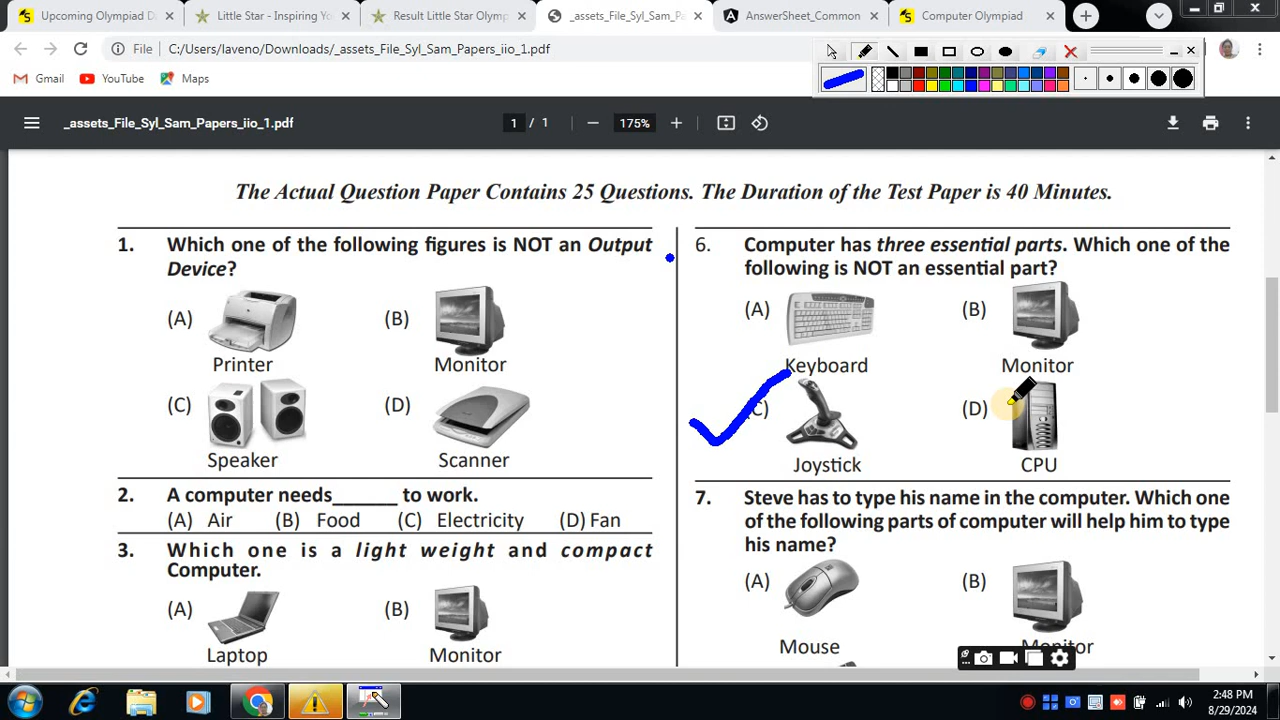 Upcoming Olympiad D
Little Star - Inspiring Yo
Result Little Star Olymp
_assets_File_Syl_Sam_P
AnswerSheet_Common
Computer Olympiad
File
C:/Users/laveno/Downloads/_assets_File_Syl_Sam_Papers_iio_1.pdf
Gmail
YouTube
Maps
_assets_File_Syl_Sam_Papers_iio_1.pdf
1 / 1
175%
The Actual Question Paper Contains 25 Questions. The Duration of the Test Paper is 40 Minutes.
1. Which one of the following figures is NOT an Output
Device?
(A)
(B)
Printer
Monitor
(C)
(D)
Speaker
Scanner
2. A computer needs______ to work.
(A) Air (B) Food (C) Electricity (D) Fan
3. Which one is a light weight and compact
Computer.
(A)
(B)
Laptop
Monitor
6. Computer has three essential parts. Which one of the
following is NOT an essential part?
(A)
(B)
Keyboard
Monitor
(C)
(D)
Joystick
CPU
7. Steve has to type his name in the computer. Which one
of the following parts of computer will help him to type
his name?
(A)
(B)
Mouse
Monitor
2:48 PM
8/29/2024